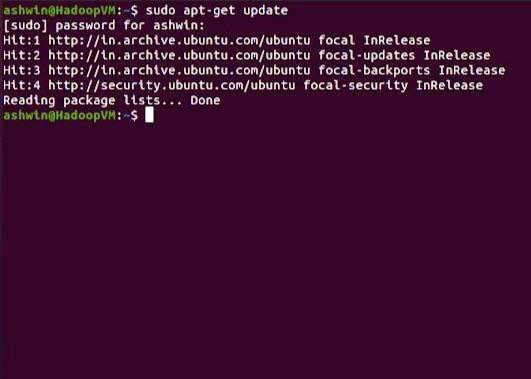 ashwin@HadoopVM:~$ sudo apt-get update
[sudo] password for ashwin:
Hit:1 http://in.archive.ubuntu.com/ubuntu focal InRelease
Hit:2 http://in.archive.ubuntu.com/ubuntu focal-updates InRelease
Hit:3 http://in.archive.ubuntu.com/ubuntu focal-backports InRelease
Hit:4 http://security.ubuntu.com/ubuntu focal-security InRelease
Reading package lists... Done
ashwin@HadoopVM:~$